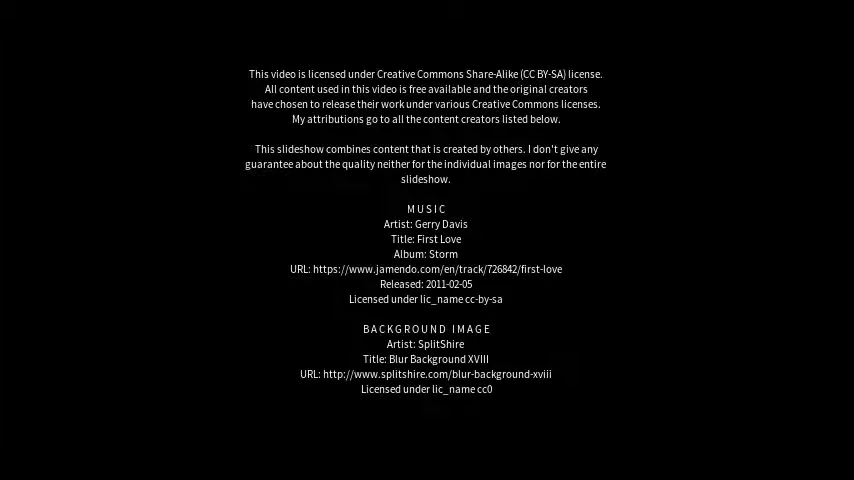 This video is licensed under Creative Commons Share-Alike (CC BY-SA) license.
All content used in this video is free available and the original creators
have chosen to release their work under various Creative Commons licenses.
My attributions go to all the content creators listed below.
This slideshow combines content that is created by others. I don't give any
guarantee about the quality neither for the individual images nor for the entire
slideshow.
MUSIC
Artist: Gerry Davis
Title: First Love
Album: Storm
URL: https://www.jamendo.com/en/track/726842/first-love
Released: 2011-02-05
Licensed under lic_name cc-by-sa
BACKGROUND IMAGE
Artist: SplitShire
Title: Blur Background XVIII
URL: http://www.splitshire.com/blur-background-xviii
Licensed under lic_name cc0